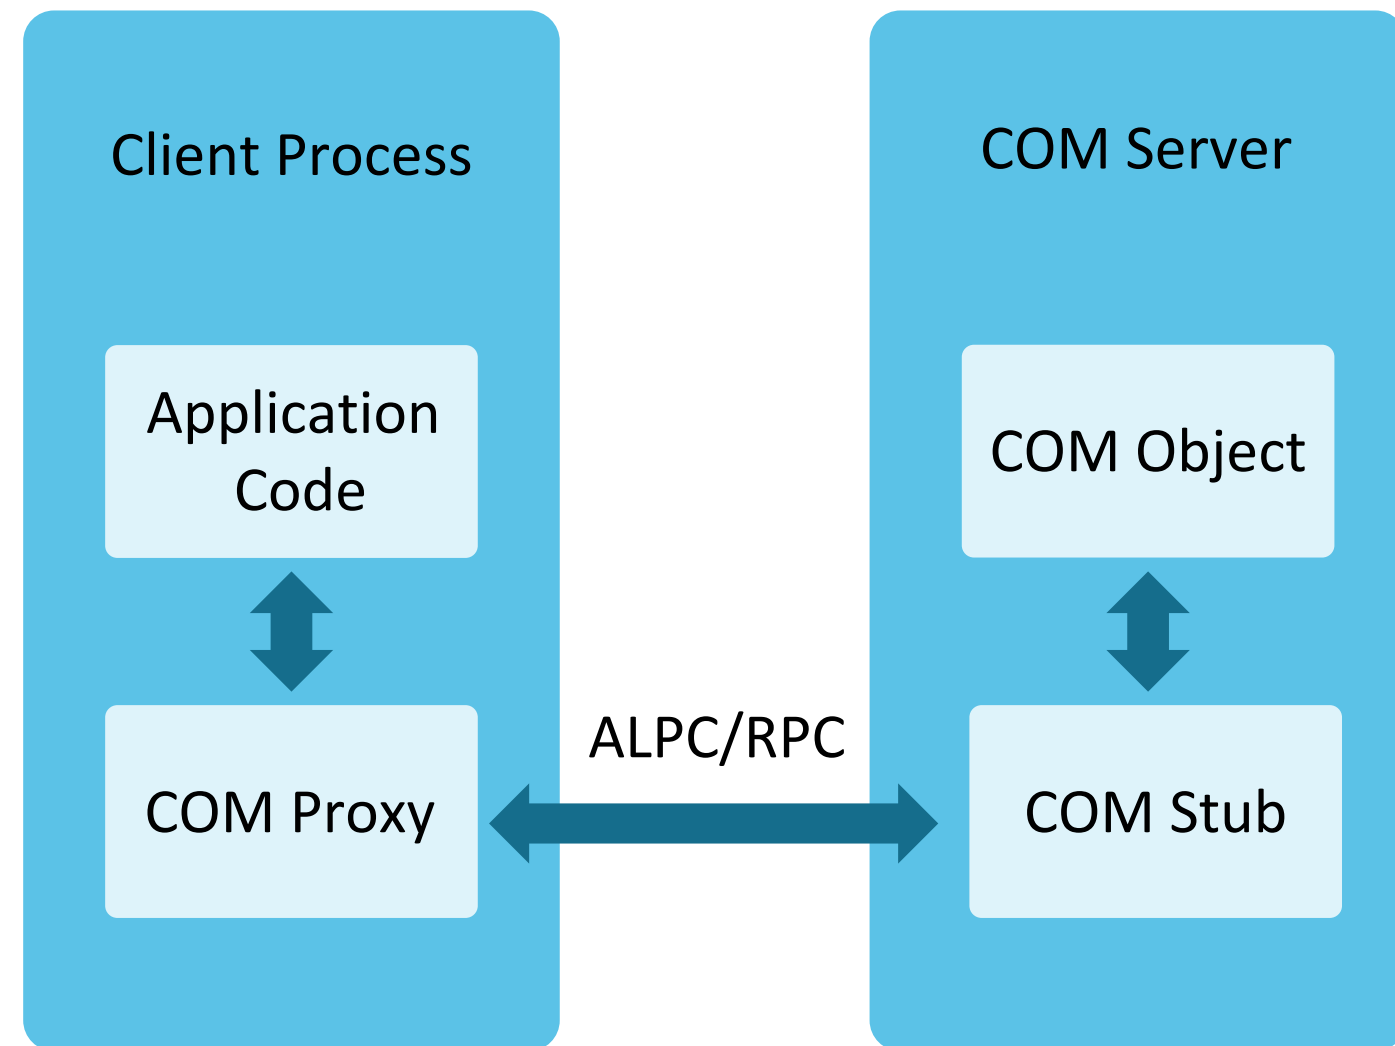 Client Process
COM Server
Application
Code
COM Object
ALPC/RPC
COM Proxy
COM Stub